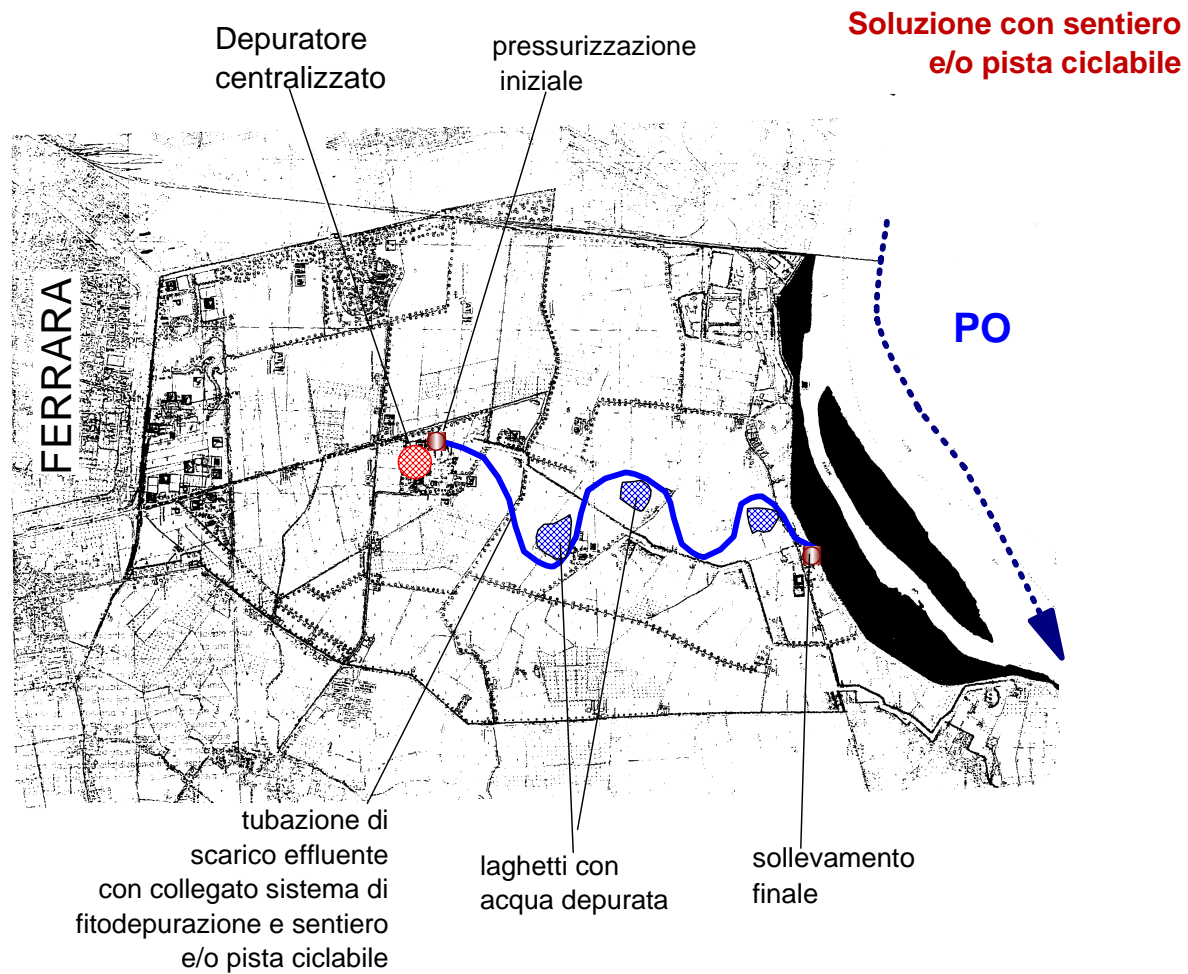 Soluzione con sentiero
e/o pista ciclabile
Depuratore
centralizzato
pressurizzazione
iniziale
FERRARA
PO
tubazione di
scarico effluente
con collegato sistema di
fitodepurazione e sentiero
e/o pista ciclabile
laghetti con
acqua depurata
sollevamento
finale